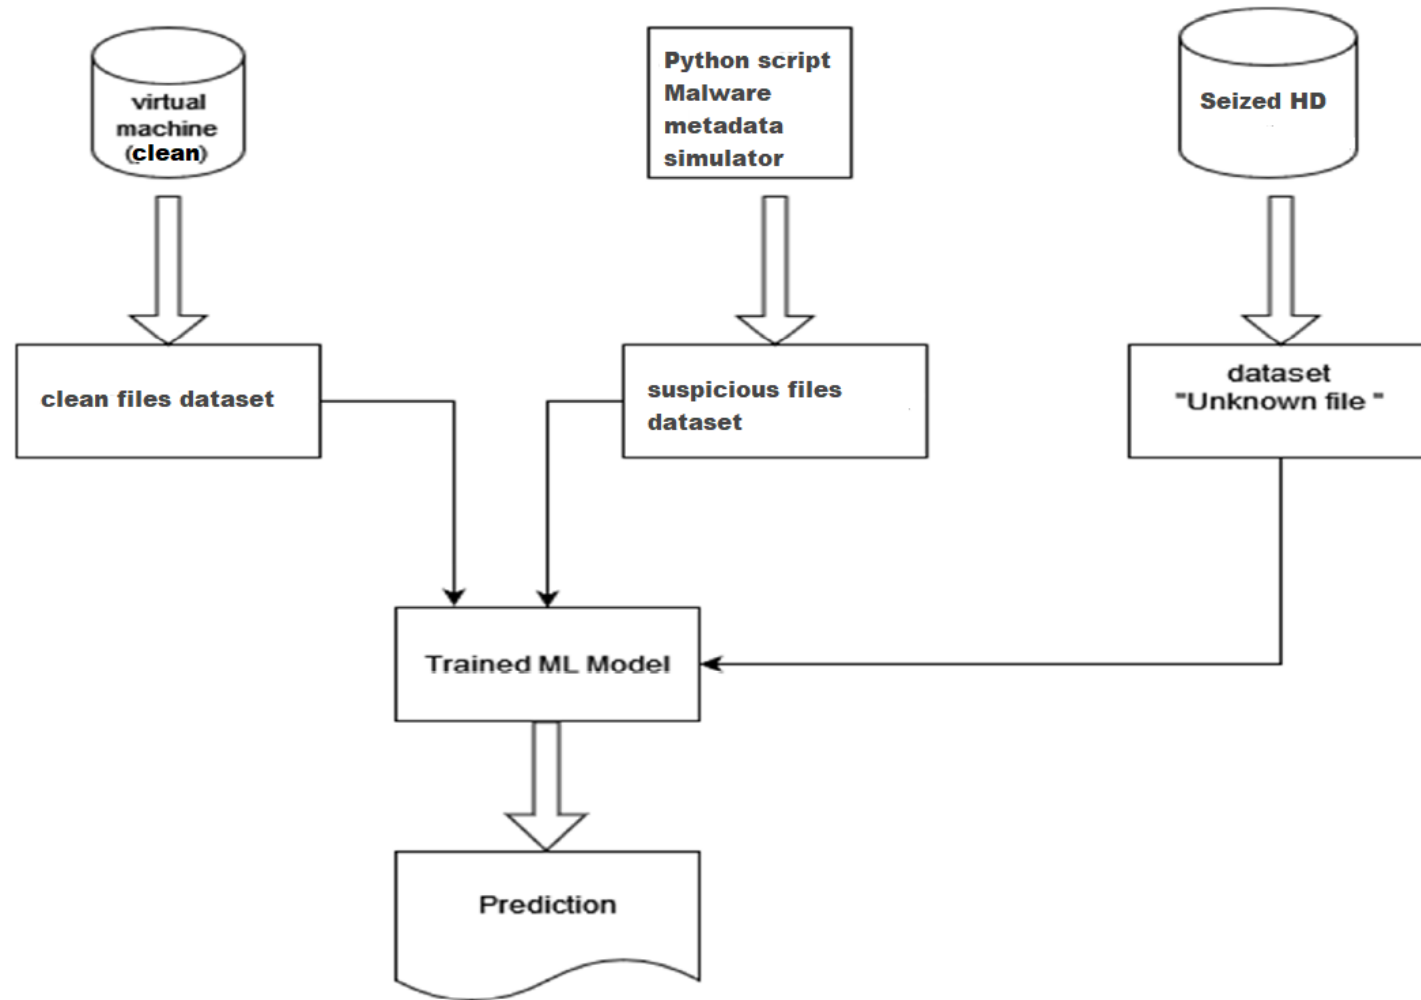 virtual
machine
(clean)
Python script
Malware
metadata
simulator
Seized HD
clean files dataset
suspicious files
dataset
dataset
"Unknown file "
Trained ML Model
Prediction